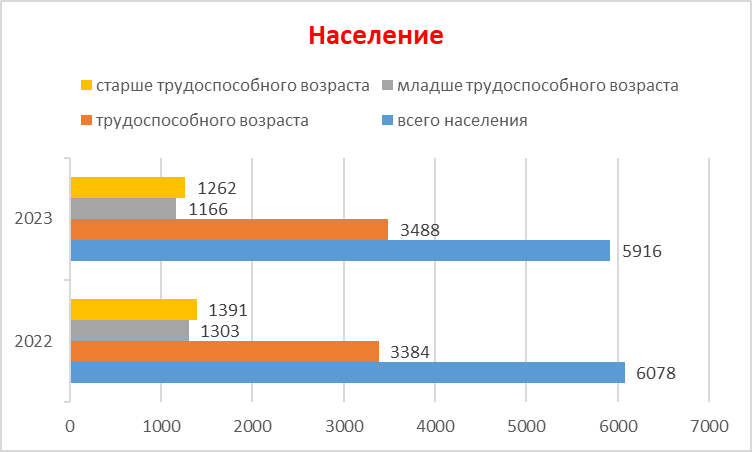 Население
старше трудоспособного возраста младше трудоспособного возраста
трудоспособного возраста всего населения
1262
2023 1166
3488
5916
1391
2022 1303
3384
6078
0 1000 2000 3000 4000 5000 6000 7000